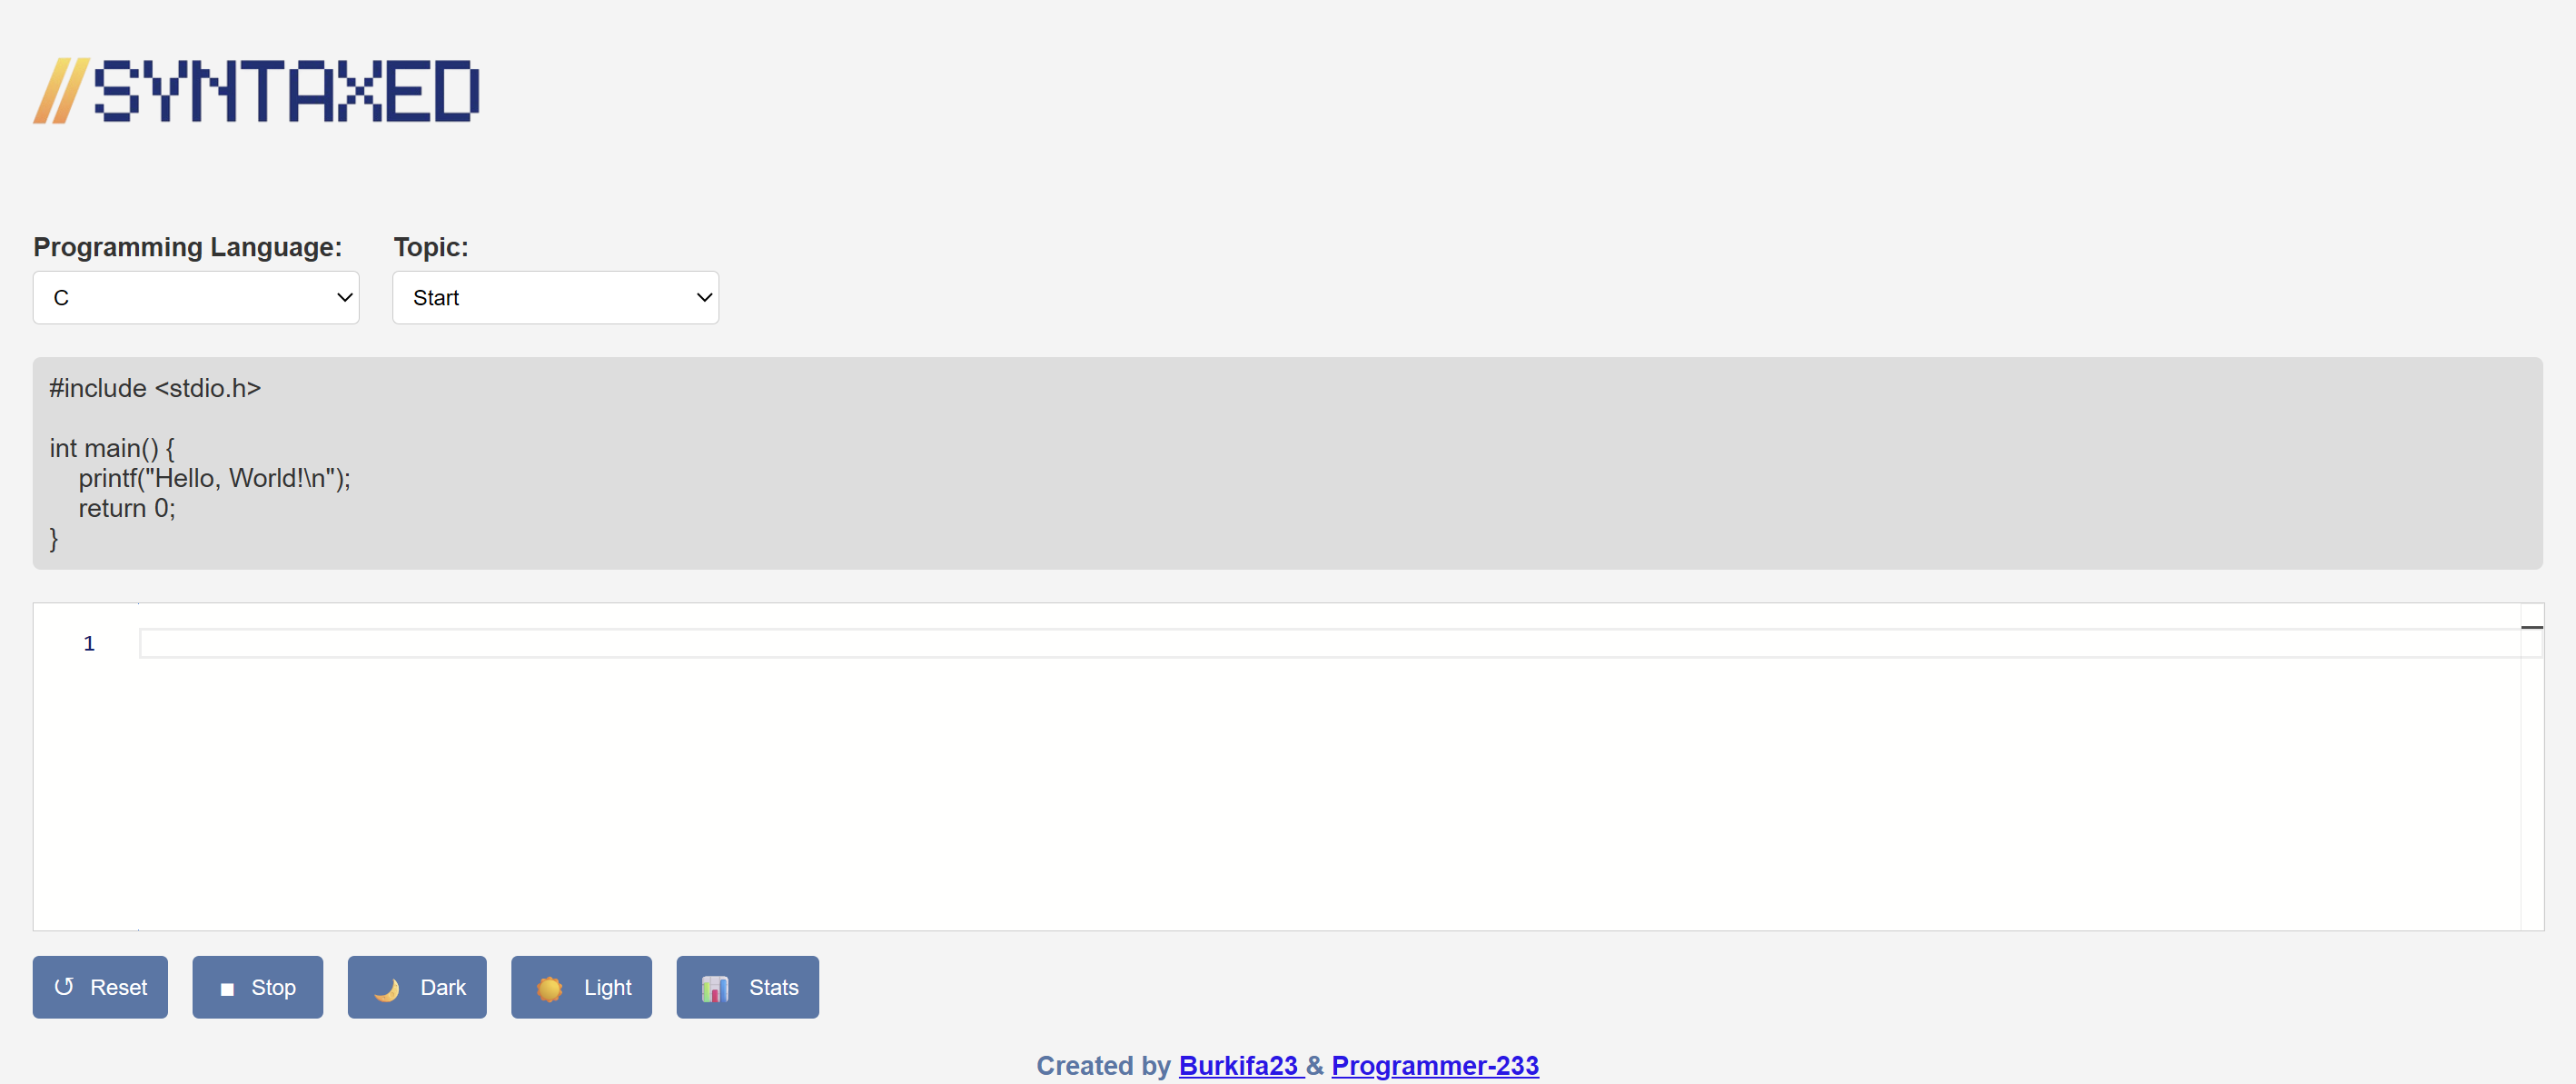 //SYNTAXED
Programming Language: Topic:
C Start
#include <stdio.h>
int main() {
printf("Hello, World!\n");
return 0;
}
1
Reset Stop Dark Light Stats
Created by Burkifa23 & Programmer-233